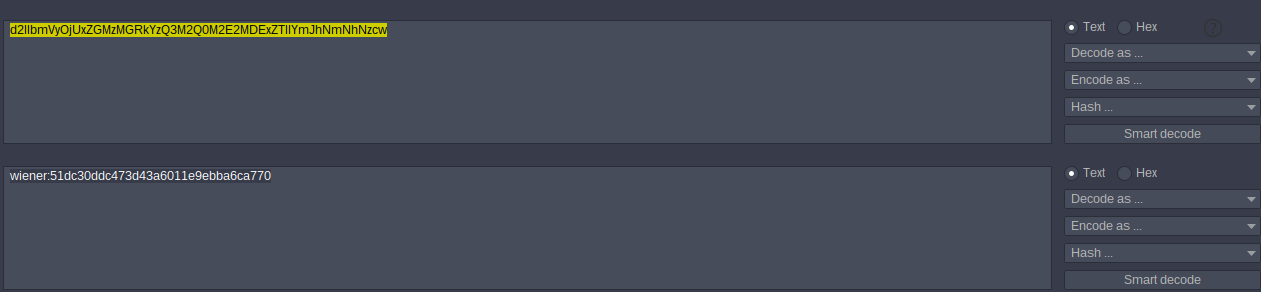 d2llbmVyOjUxZGMzMGRkYzQ3M2Q0M2E2MDExZTllYmJhNmNhNzcw
Text Hex ?
Decode as ...
Encode as ...
Hash ...
Smart decode
wiener:51dc30ddc473d43a6011e9ebba6ca770
Text Hex
Decode as ...
Encode as ...
Hash ...
Smart decode